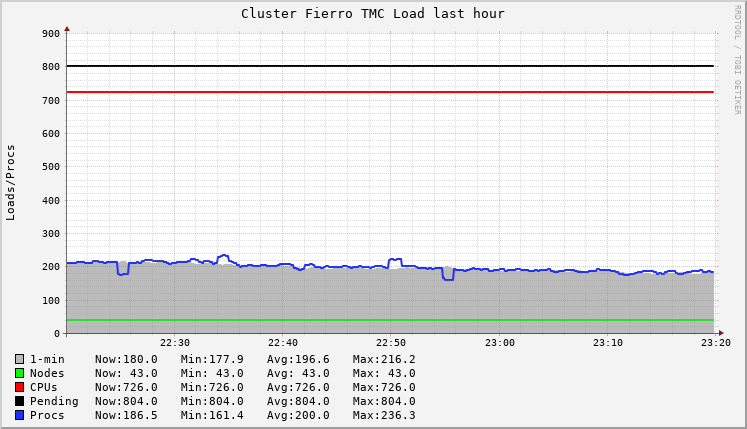 Cluster Fierro TMC Load last hour
RRDTOOL / TOBI OETIKER
Loads/Procs
900
800
700
600
500
400
300
200
100
0
22:30 22:40 22:50 23:00 23:10 23:20
1-min Now:180.0 Min:177.9 Avg:196.6 Max:216.2
Nodes Now: 43.0 Min: 43.0 Avg: 43.0 Max: 43.0
CPUs Now:726.0 Min:726.0 Avg:726.0 Max:726.0
Pending Now:804.0 Min:804.0 Avg:804.0 Max:804.0
Procs Now:186.5 Min:161.4 Avg:200.0 Max:236.3